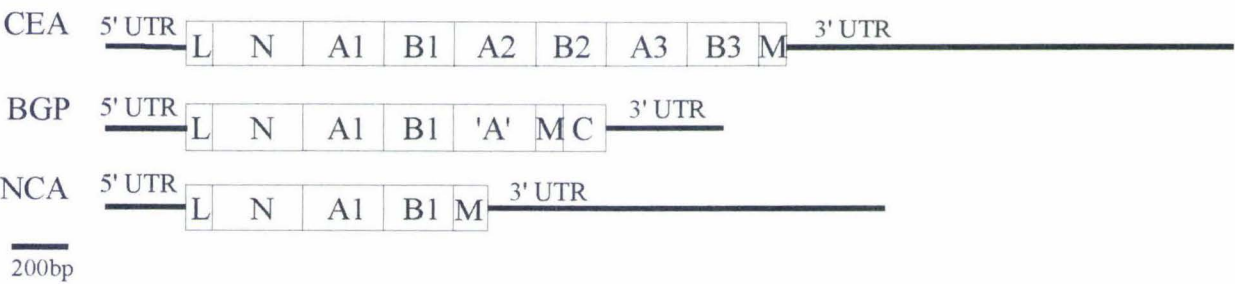 CEA 5' UTR L N A1 B1 A2 B2 A3 B3 M 3' UTR
BGP 5' UTR L N A1 B1 'A' M C 3' UTR
NCA 5' UTR L N A1 B1 M 3' UTR
200bp